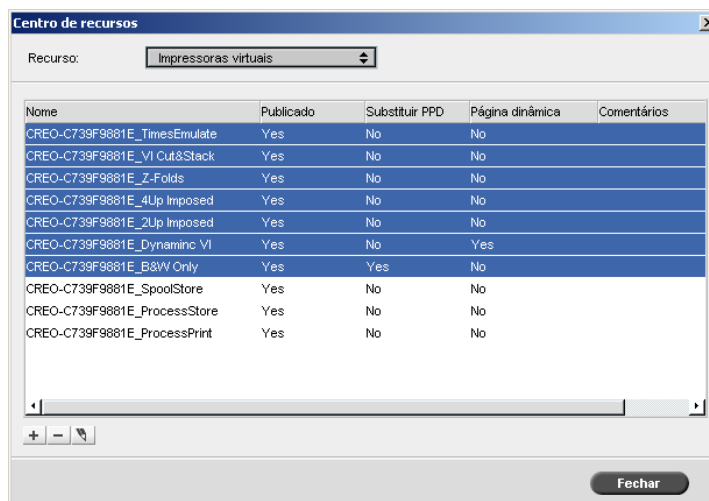 Centro de recursos
Recurso: Impressoras virtuais
Nome Publicado Substituir PPD Página dinâmica Comentários
CREO-C739F9881E_TimesEmulate Yes No No
CREO-C739F9881E_VI Cut&Stack Yes No No
CREO-C739F9881E_Z-Folds Yes No No
CREO-C739F9881E_4Up Imposed Yes No No
CREO-C739F9881E_2Up Imposed Yes No No
CREO-C739F9881E_Dynaminc VI Yes No Yes
CREO-C739F9881E_B&W Only Yes Yes No
CREO-C739F9881E_SpoolStore Yes No No
CREO-C739F9881E_ProcessStore Yes No No
CREO-C739F9881E_ProcessPrint Yes No No
Fechar